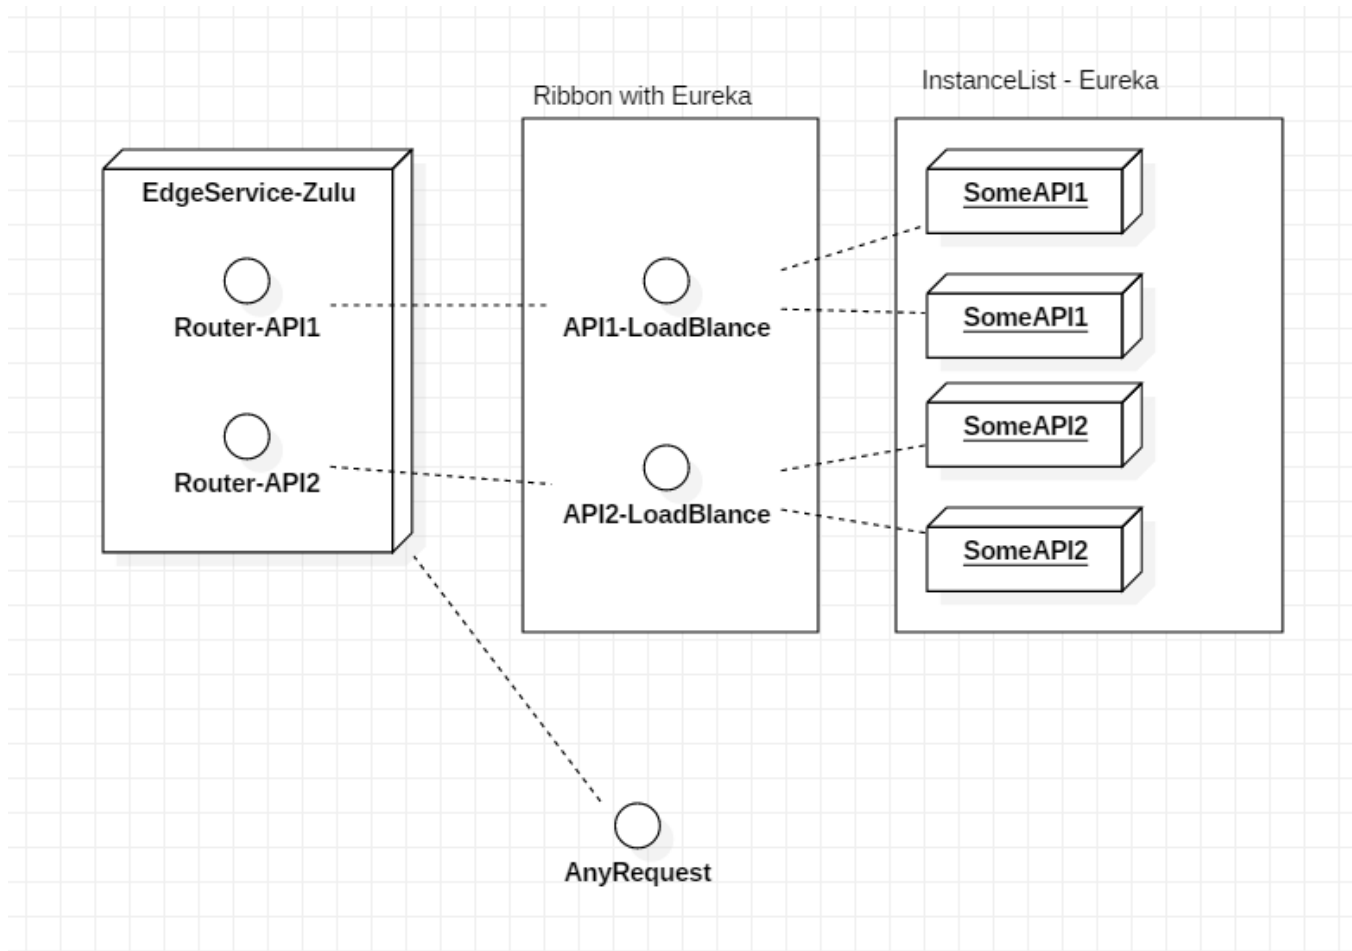 Ribbon with Eureka
InstanceList - Eureka
EdgeService-Zulu
Router-API1
Router-API2
API1-LoadBlance
API2-LoadBlance
SomeAPI1
SomeAPI1
SomeAPI2
SomeAPI2
AnyRequest